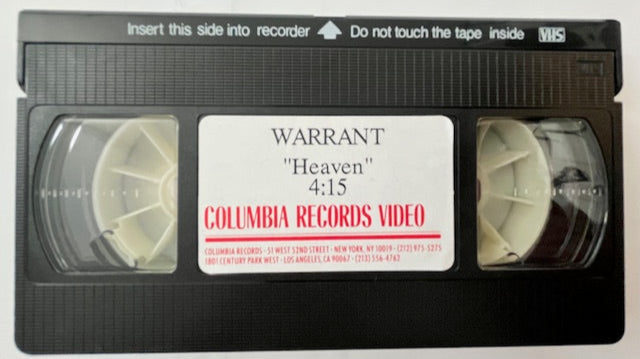 Insert this side into recorder Do not touch the tape inside VHS
WARRANT
"Heaven"
4:15
COLUMBIA RECORDS VIDEO
COLUMBIA RECORDS · 51 WEST 52ND STREET · NEW YORK, NY 10019 · (212) 975-5275
1801 CENTURY PARK WEST · LOS ANGELES, CA 90067 · (213) 556-4762